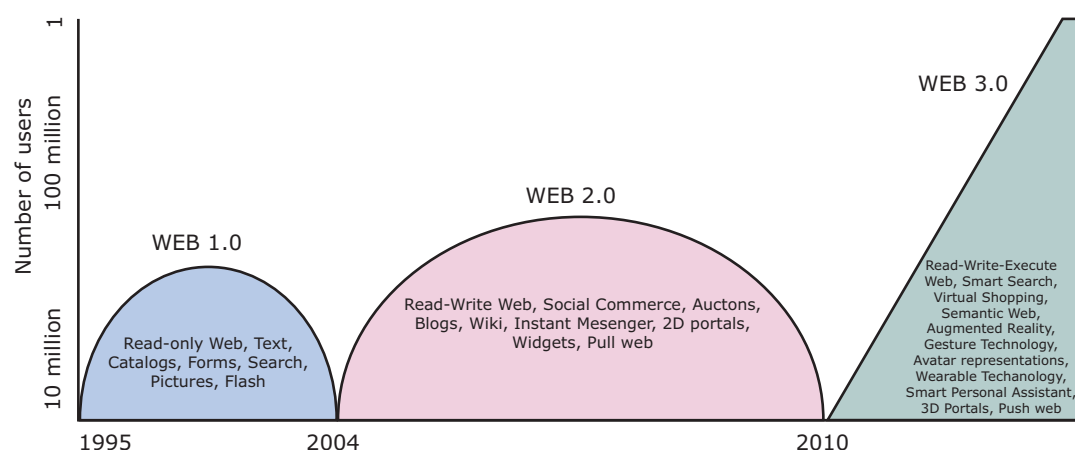 Number of users
1
100 million
10 million
WEB 1.0
Read-only Web, Text,
Catalogs, Forms, Search,
Pictures, Flash
WEB 2.0
Read-Write Web, Social Commerce, Auctons,
Blogs, Wiki, Instant Mesenger, 2D portals,
Widgets, Pull web
WEB 3.0
Read-Write-Execute
Web, Smart Search,
Virtual Shopping,
Semantic Web,
Augmented Reality,
Gesture Technology,
Avatar representations,
Wearable Techanology,
Smart Personal Assistant,
3D Portals, Push web
1995
2004
2010